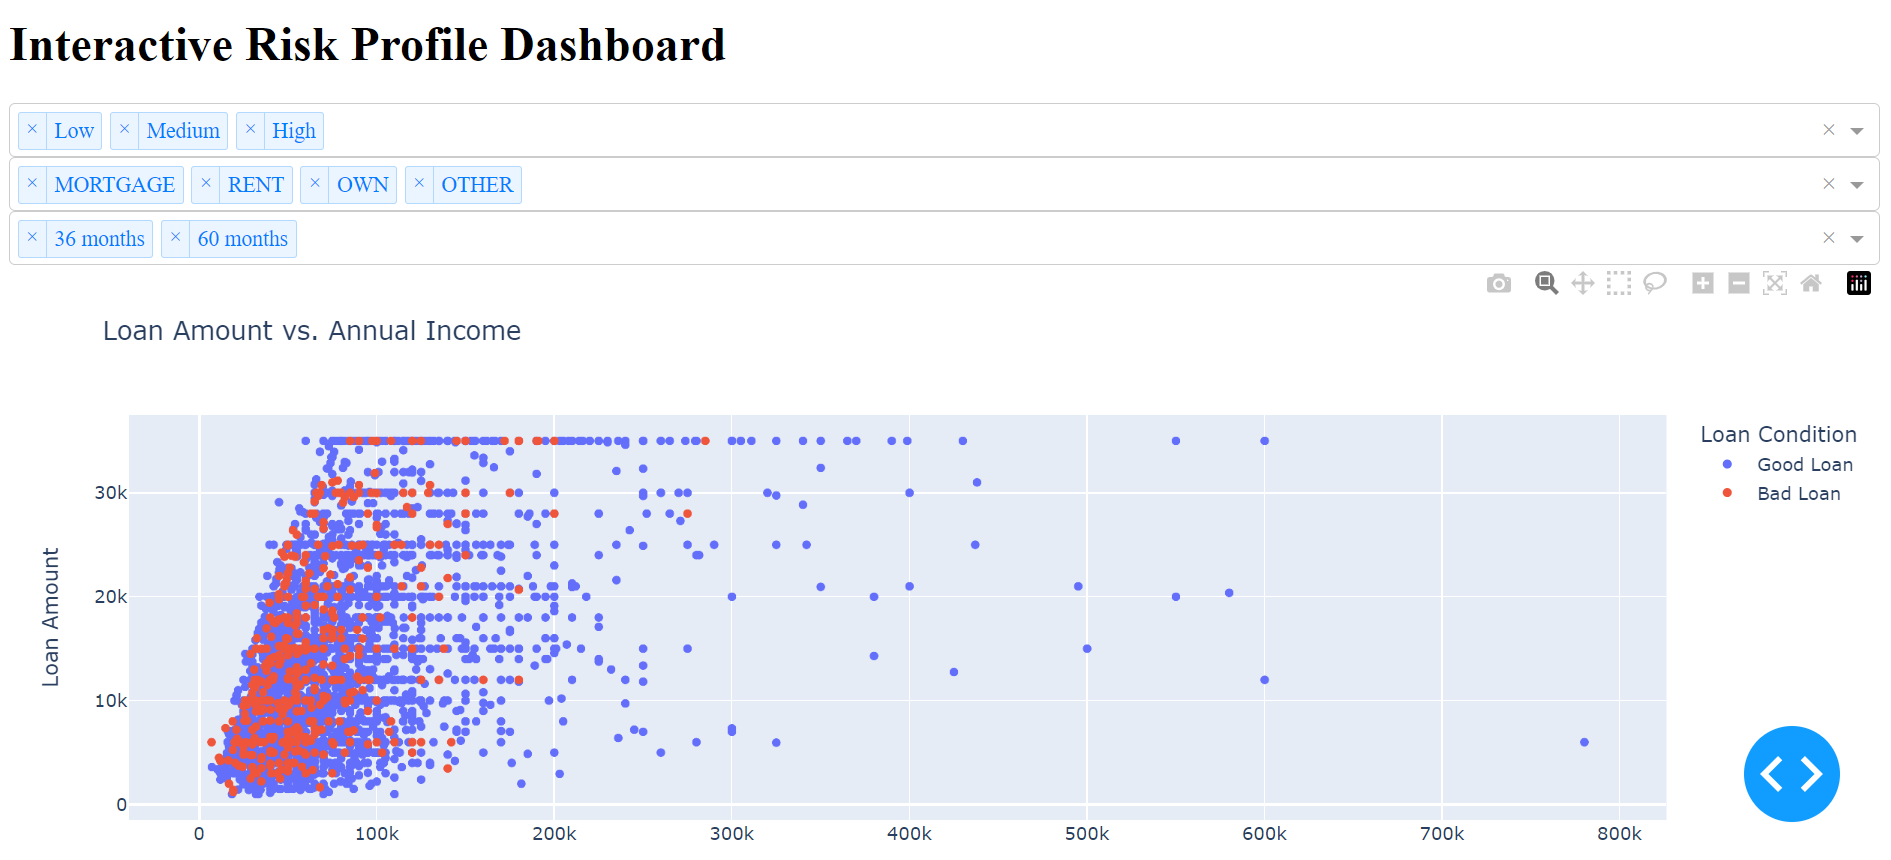 Interactive Risk Profile Dashboard
× Low × Medium × High ×
× MORTGAGE × RENT × OWN × OTHER ×
× 36 months × 60 months ×
Loan Amount vs. Annual Income
Loan Condition
Good Loan
Bad Loan
Loan Amount
30k
20k
10k
0
0 100k 200k 300k 400k 500k 600k 700k 800k